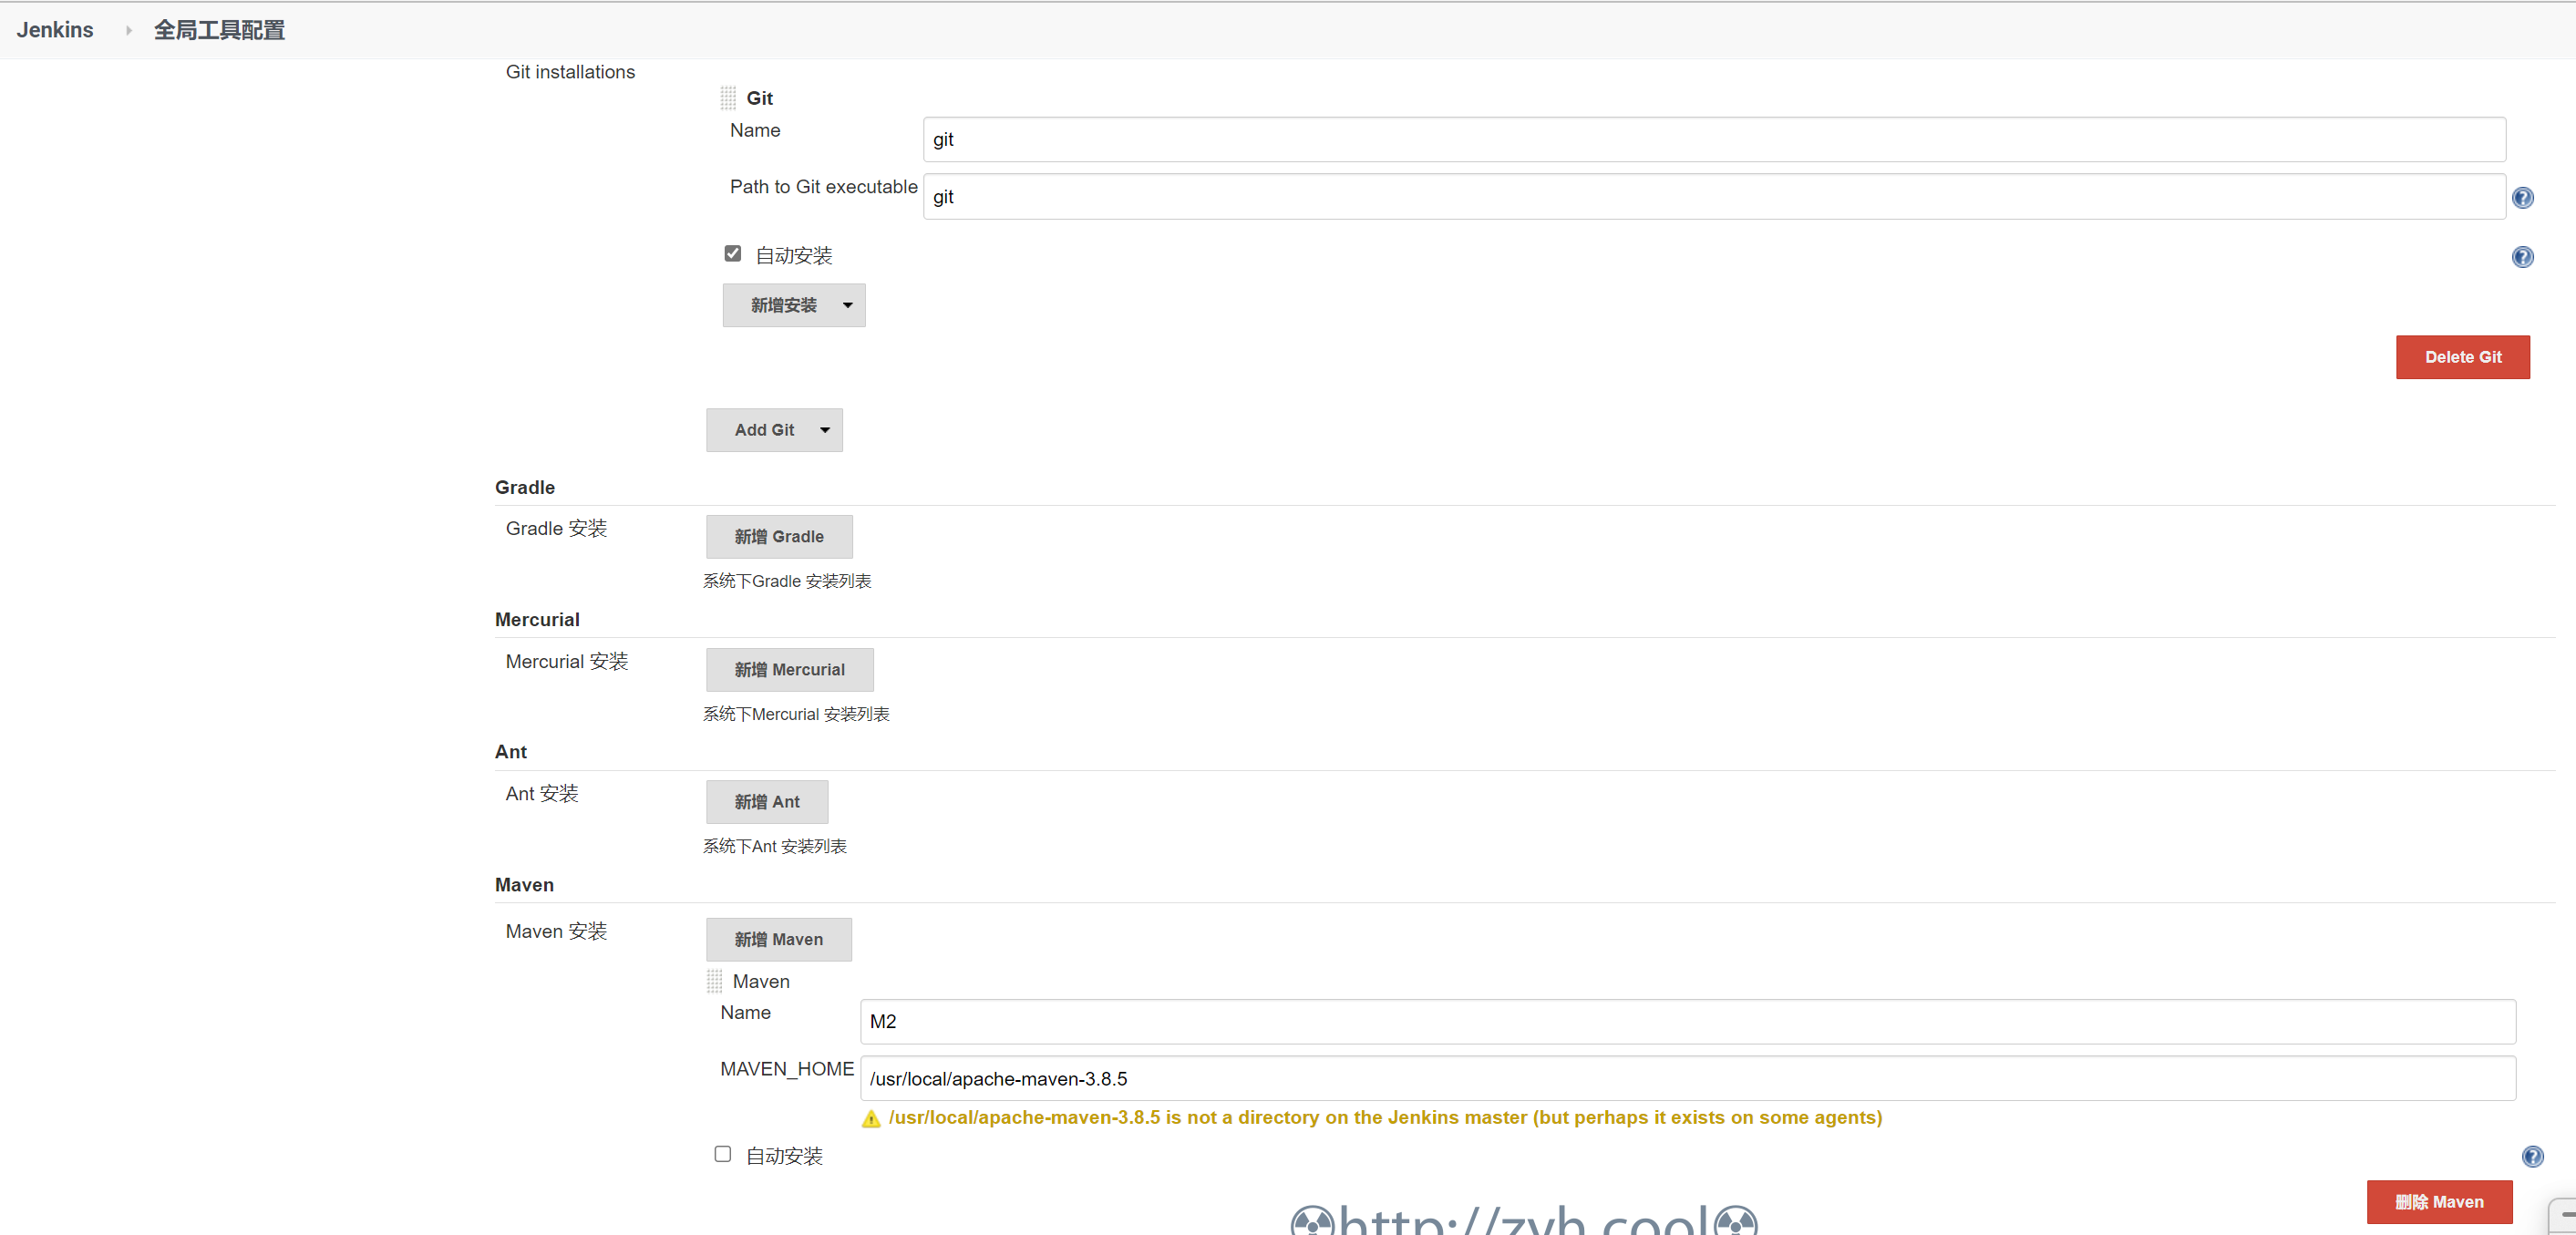 Jenkins 全局工具配置
Git installations
Git
Name git
Path to Git executable git
自动安装
新增安装
Delete Git
Add Git
Gradle
Gradle 安装 新增 Gradle
系统下Gradle 安装列表
Mercurial
Mercurial 安装 新增 Mercurial
系统下Mercurial 安装列表
Ant
Ant 安装 新增 Ant
系统下Ant 安装列表
Maven
Maven 安装 新增 Maven
Maven
Name M2
MAVEN_HOME /usr/local/apache-maven-3.8.5
/usr/local/apache-maven-3.8.5 is not a directory on the Jenkins master (but perhaps it exists on some agents)
自动安装
删除 Maven